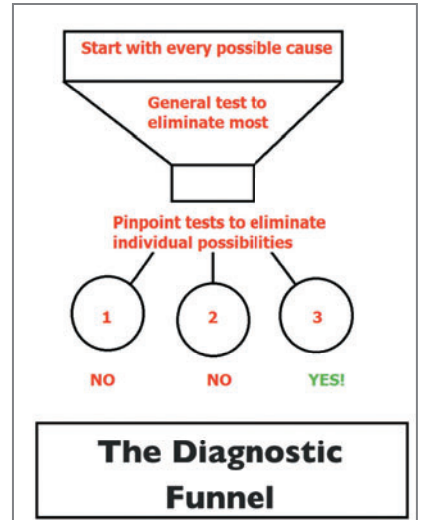 Start with every possible cause
General test to
eliminate most
Pinpoint tests to eliminate
individual possibilities
1 2 3
NO NO YES!
The Diagnostic
Funnel